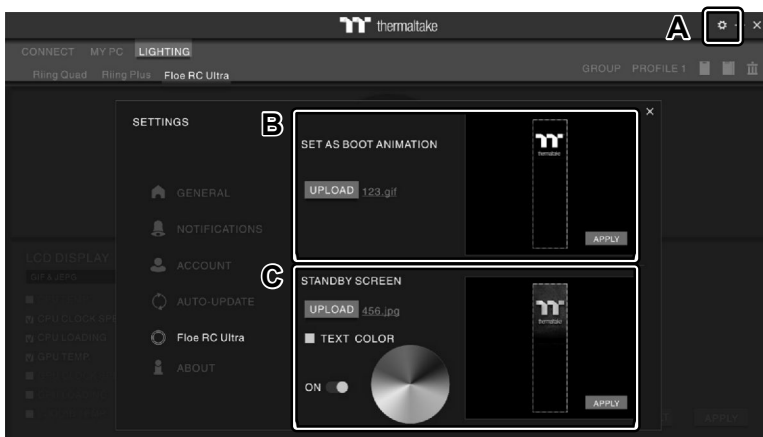 thermaltake
A
CONNECT MY PC LIGHTING
Riing Quad Riing Plus Floe RC Ultra
GROUP PROFILE 1
SETTINGS
B
SET AS BOOT ANIMATION
UPLOAD 123.gif
thermaltake
APPLY
GENERAL
NOTIFICATIONS
ACCOUNT
AUTO-UPDATE
Floe RC Ultra
ABOUT
C
STANDBY SCREEN
UPLOAD 456.jpg
TEXT COLOR
ON
thermaltake
APPLY
LCD DISPLAY
GIF & JEPG
CPU CLOCK SPE
CPU LOADING
GPU TEMP
APPLY